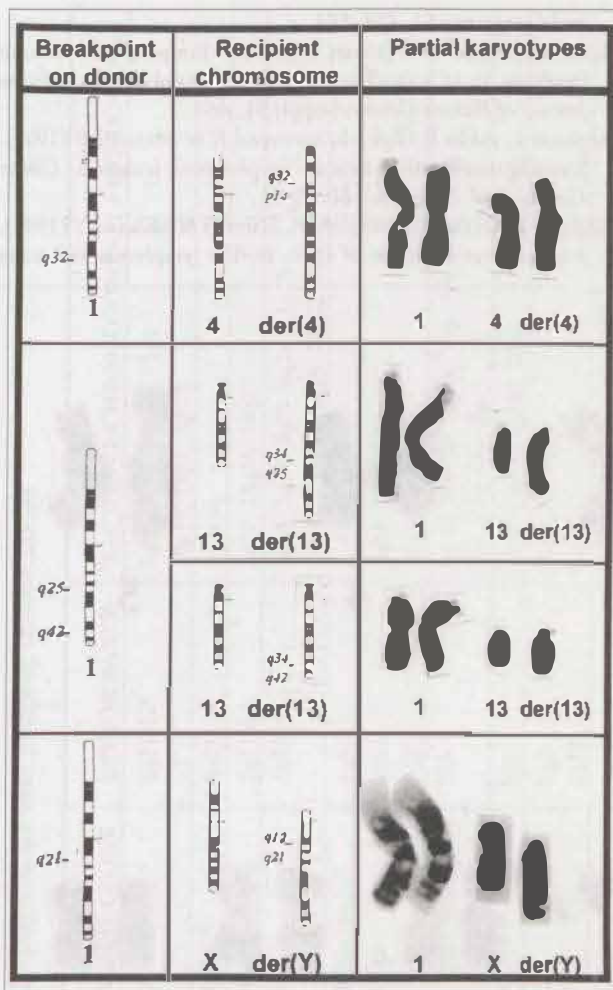 Breakpoint
on donor
Recipient
chromosome
Partial karyotypes
q32
1
q32
p14
4 der(4)
1 4 der(4)
q34
q25
13 der(13)
1 13 der(13)
q25
q42
1
q34
q42
13 der(13)
1 13 der(13)
q21
1
q12
q21
X der(Y)
1 X der(Y)